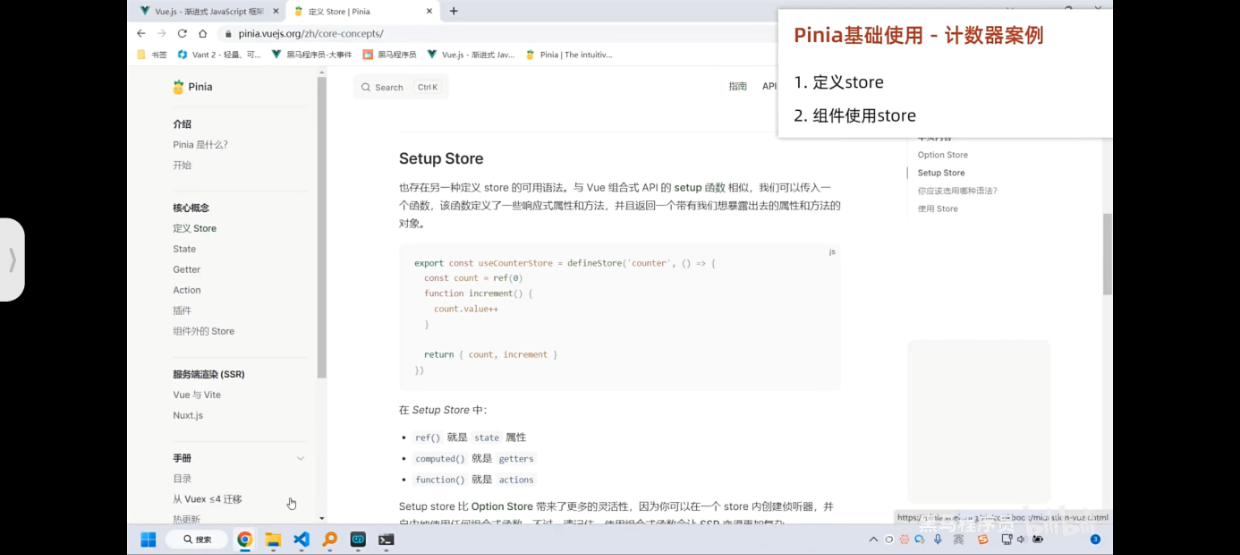 Vue.js - 渐进式 JavaScript 框架
定义 Store | Pinia
pinia.vuejs.org/zh/core-concepts/
书签
Vant 2 - 轻量、可...
黑马程序员-大事件
黑马程序员
Vue.js - 渐进式 Jav...
Pinia | The intuitiv...
Pinia基础使用 - 计数器案例
1. 定义store
2. 组件使用store
Pinia
Search
Ctrl K
指南
API
介绍
Pinia 是什么?
开始
核心概念
定义 Store
State
Getter
Action
插件
组件外的 Store
服务端渲染 (SSR)
Vue 与 Vite
Nuxt.js
手册
目录
从 Vuex ≤4 迁移
热更新
Setup Store
也存在另一种定义 store 的可用语法。与 Vue 组合式 API 的 setup 函数 相似，我们可以传入一
个函数，该函数定义了一些响应式属性和方法，并且返回一个带有我们想暴露出去的属性和方法的
对象。
js
export const useCounterStore = defineStore('counter', () => {
const count = ref(0)
function increment() {
count.value++
}
return { count, increment }
})
在 Setup Store 中：
ref() 就是 state 属性
computed() 就是 getters
function() 就是 actions
Setup store 比 Option Store 带来了更多的灵活性，因为你可以在一个 store 内创建侦听器，并
本页内容
Option Store
Setup Store
你应该选用哪种语法?
使用 Store
黑马程序员
bilibili
搜索
英
3